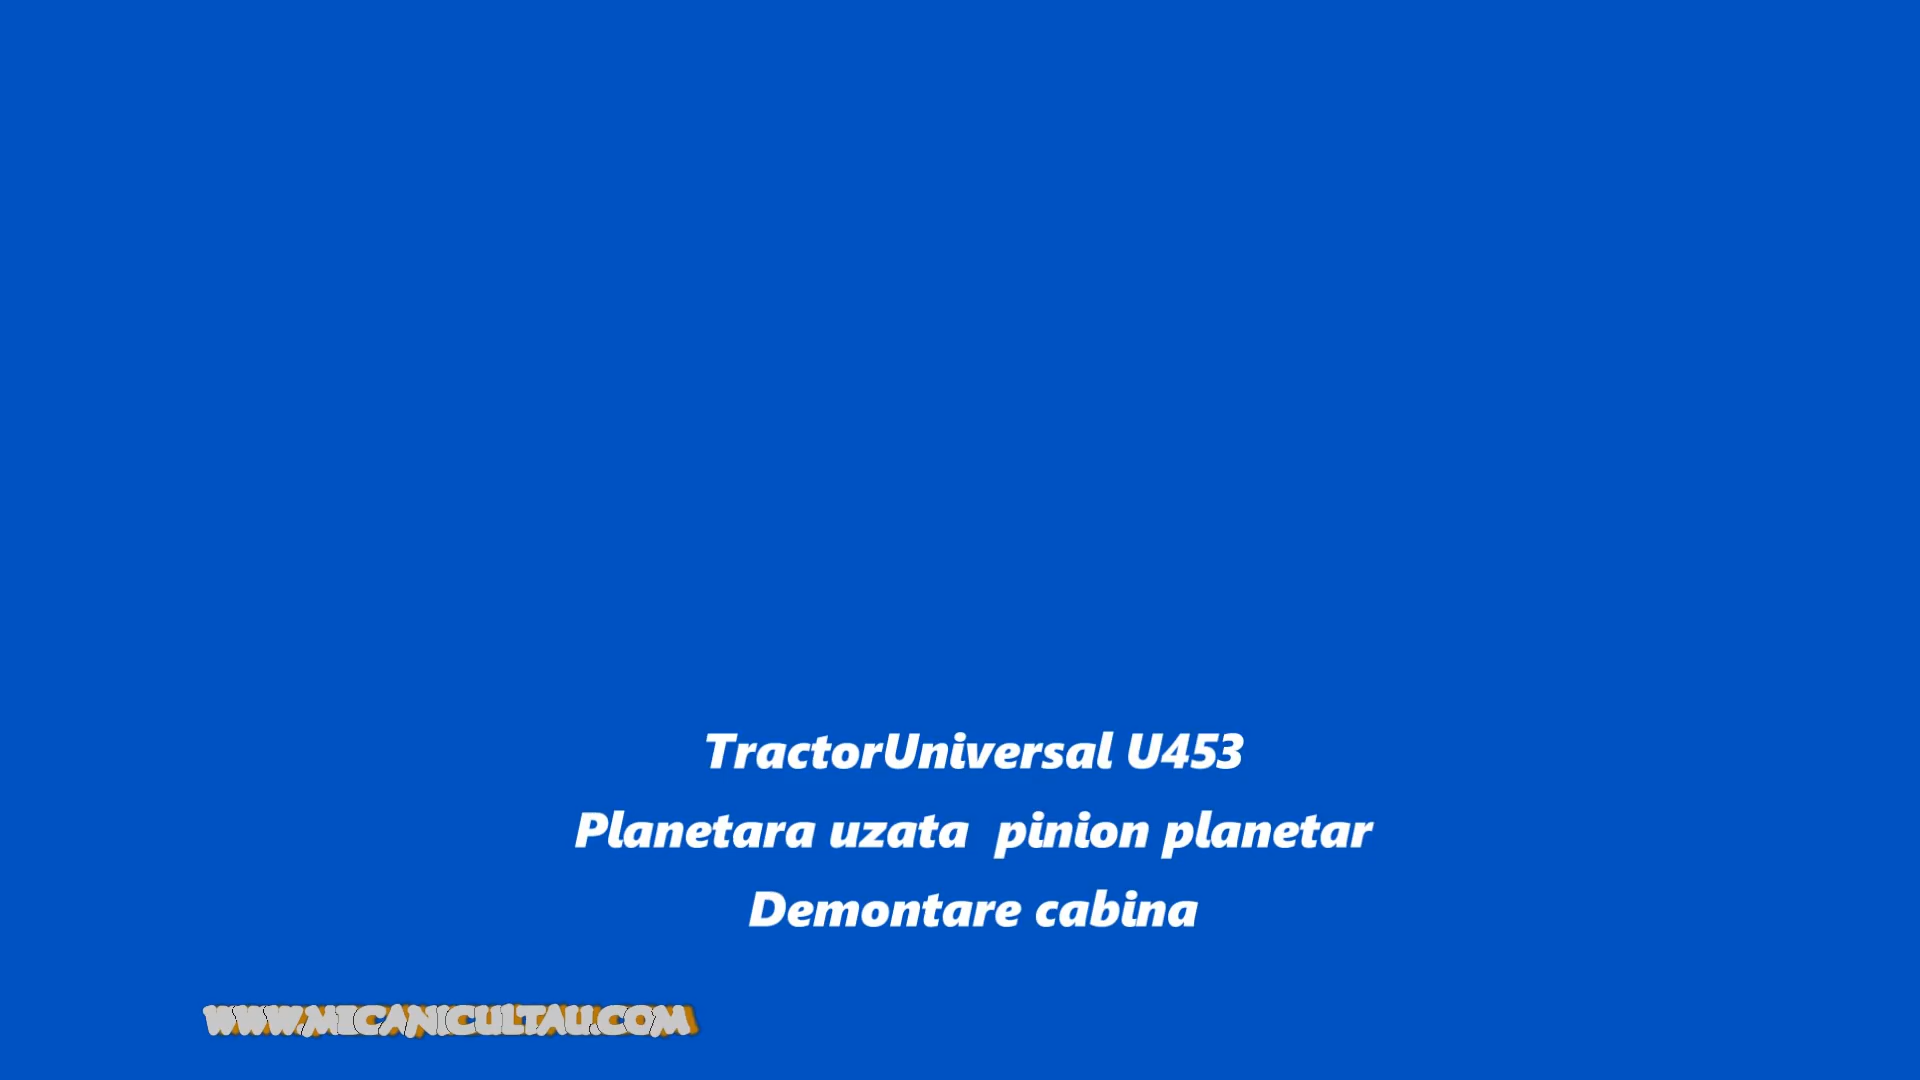 TractorUniversal U453
Planetara uzata  pinion planetar
Demontare cabina
WWW.MECANICULTAU.COM